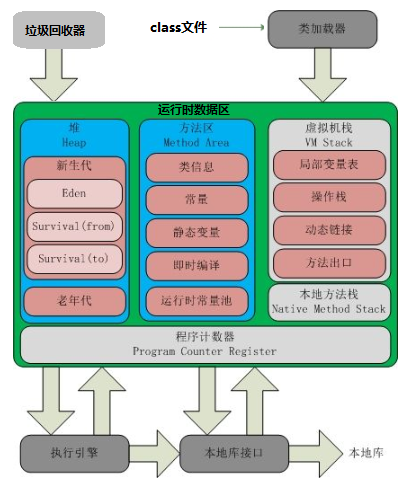 垃圾回收器
class文件
类加载器
运行时数据区
堆
Heap
新生代
Eden
Survival(from)
Survival(to)
老年代
方法区
Method Area
类信息
常量
静态变量
即时编译
运行时常量池
虚拟机栈
VM Stack
局部变量表
操作栈
动态链接
方法出口
本地方法栈
Native Method Stack
程序计数器
Program Counter Register
执行引擎
本地库接口
本地库